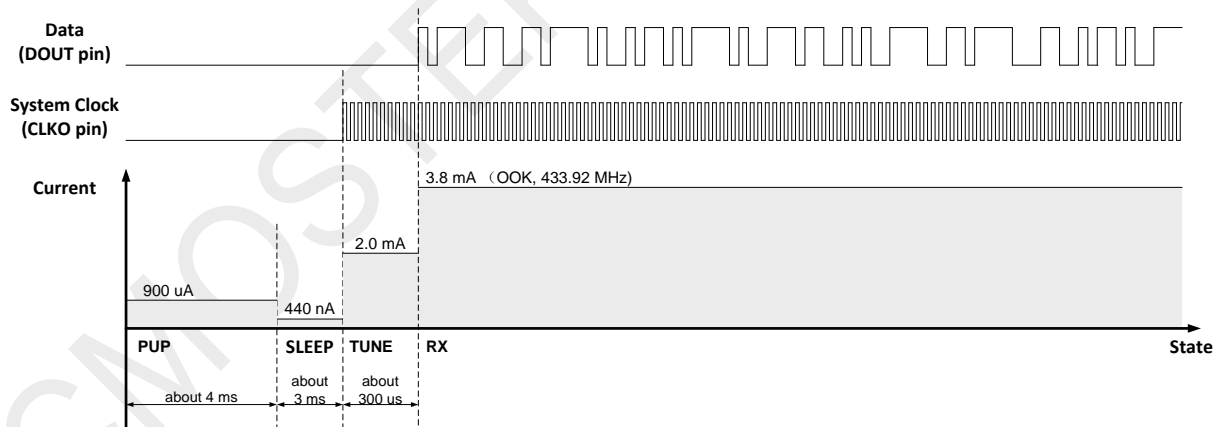 Data
(DOUT pin)
System Clock
(CLKO pin)
Current
3.8 mA （OOK, 433.92 MHz)
2.0 mA
900 uA
440 nA
PUP SLEEP TUNE RX State
about 4 ms
about
3 ms
about
300 us
CMOSTEK